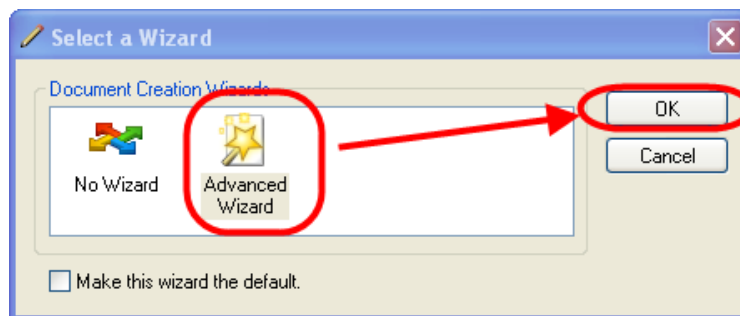 Select a Wizard
Document Creation Wizards
No Wizard
Advanced
Wizard
OK
Cancel
Make this wizard the default.